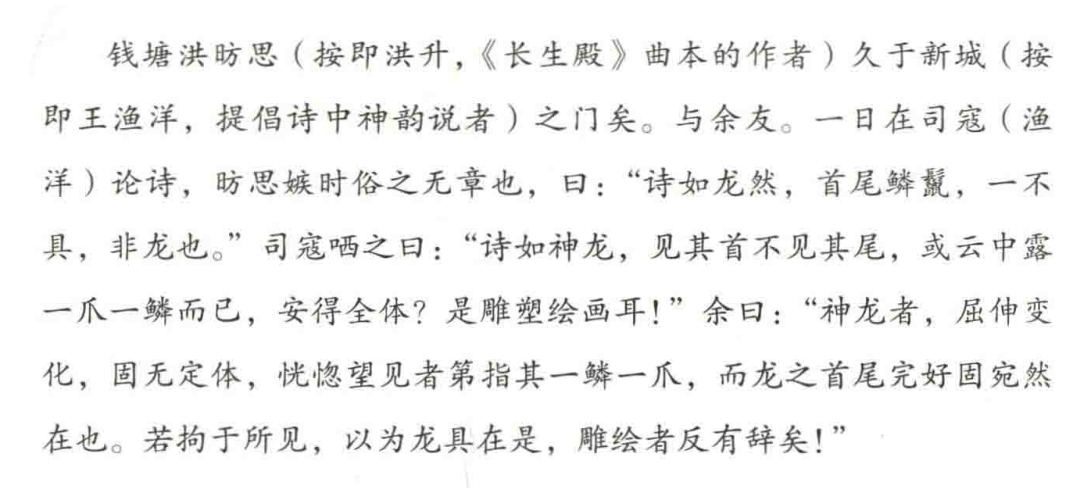 钱塘洪昉思（按即洪升，《长生殿》曲本的作者）久于新城（按
即王渔洋，提倡诗中神韵说者）之门矣。与余友。一日在司寇（渔
洋）论诗，昉思嫉时俗之无章也，曰：“诗如龙然，首尾鳞鬣，一不
具，非龙也。”司寇哂之曰：“诗如神龙，见其首不见其尾，或云中露
一爪一鳞而已，安得全体？是雕塑绘画耳！”余曰：“神龙者，屈伸变
化，固无定体，恍惚望见者第指其一鳞一爪，而龙之首尾完好固宛然
在也。若拘于所见，以为龙具在是，雕绘者反有辞矣！”